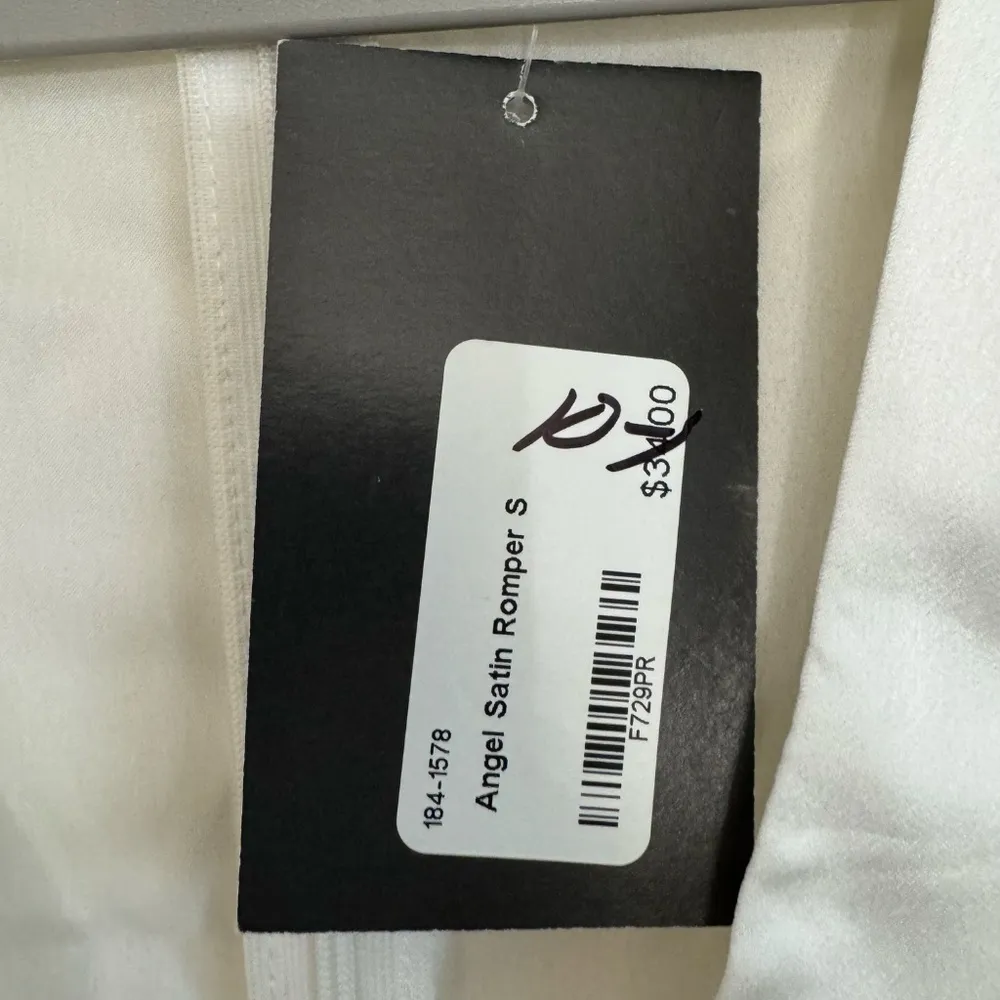 184-1578
Angel Satin Romper S
F729PR
$34.00